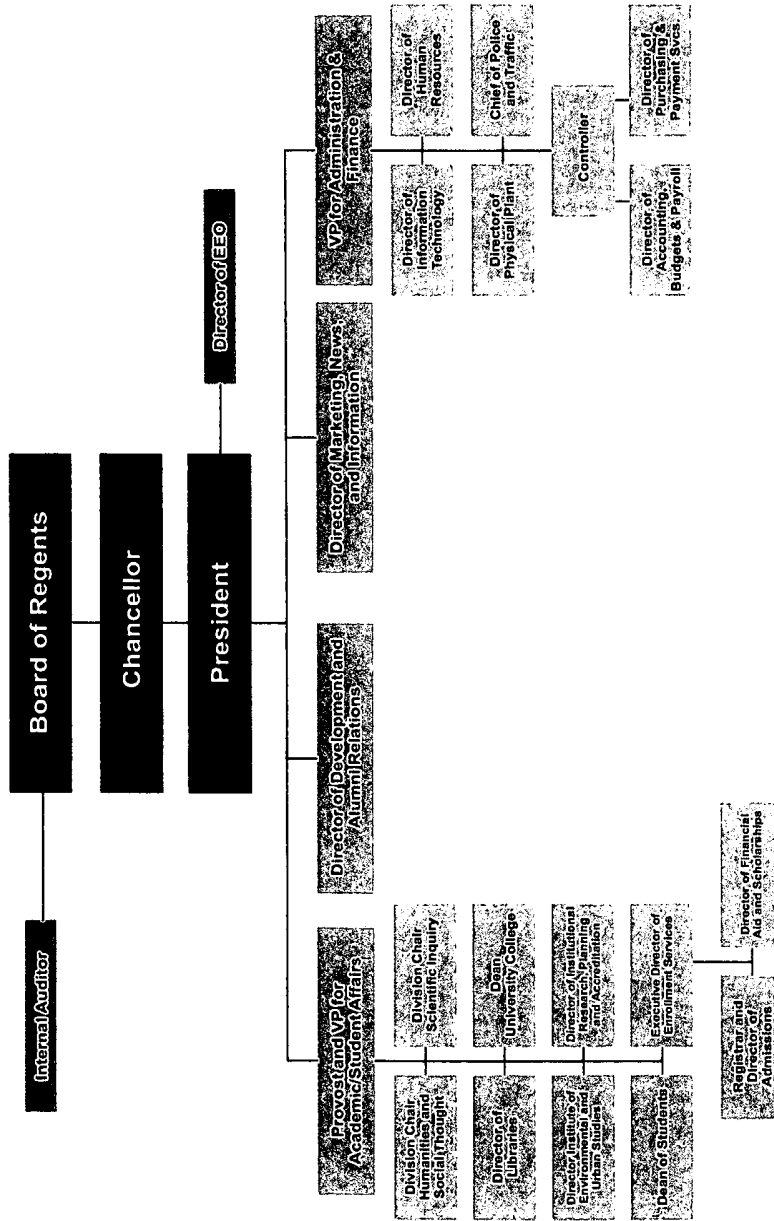 Board of Regents
Internal Auditor
Chancellor
President
Director of EEO
Provost and VP for
Academic/Student Affairs
Director of Development and
Alumni Relations
Director of Marketing, News,
and Information
VP for Administration &
Finance
Division Chair
Humanities and
Social Thought
Division Chair
Scientific Inquiry
Director of
Libraries
Dean
University College
Director Institute of
Environmental and
Urban Studies
Director of Institutional
Research, Planning
and Accreditation
Dean of Students
Executive Director of
Enrollment Services
Registrar and
Director of
Admissions
Director of Financial
Aid and Scholarships
Director of
Information
Technology
Director of
Human
Resources
Director of
Physical Plant
Chief of Police
and Traffic
Controller
Director of
Accounting,
Budgets & Payroll
Director of
Purchasing &
Payment Svcs.